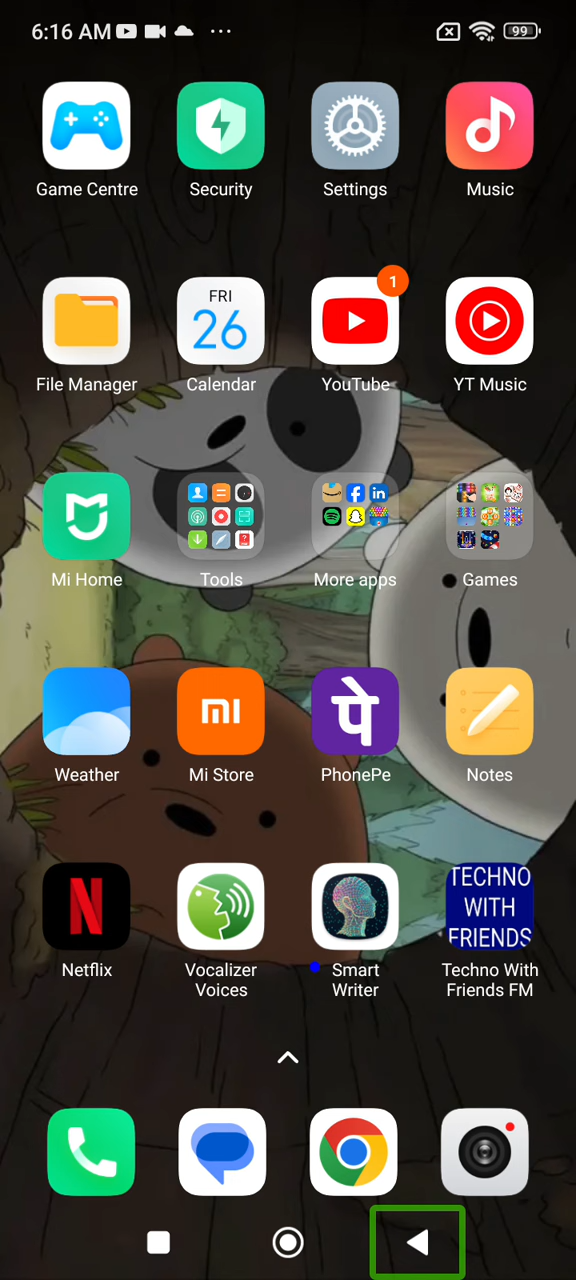 6:16 AM
99
Game Centre
Security
Settings
Music
FRI
26
1
File Manager
Calendar
YouTube
YT Music
in
Mi Home
Tools
More apps
Games
mi
पे
Weather
Mi Store
PhonePe
Notes
N
TECHNO
WITH
FRIENDS
Netflix
Vocalizer
Voices
Smart
Writer
Techno With
Friends FM